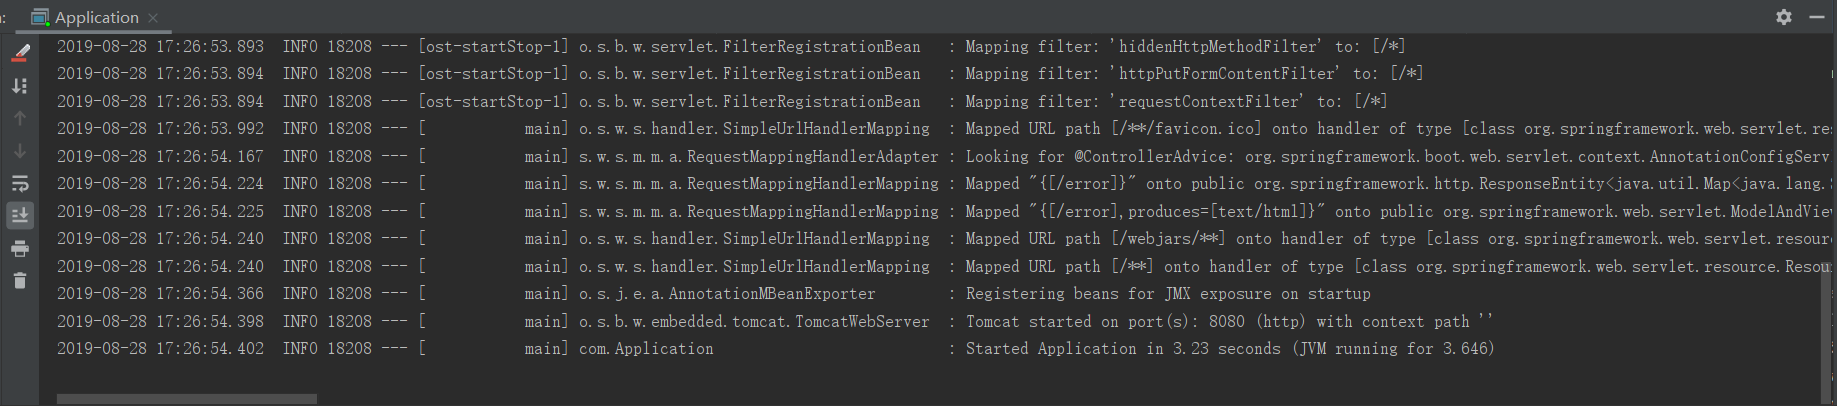 Application
2019-08-28 17:26:53.893  INFO 18208 --- [ost-startStop-1] o.s.b.w.servlet.FilterRegistrationBean   : Mapping filter: 'hiddenHttpMethodFilter' to: [/*]
2019-08-28 17:26:53.894  INFO 18208 --- [ost-startStop-1] o.s.b.w.servlet.FilterRegistrationBean   : Mapping filter: 'httpPutFormContentFilter' to: [/*]
2019-08-28 17:26:53.894  INFO 18208 --- [ost-startStop-1] o.s.b.w.servlet.FilterRegistrationBean   : Mapping filter: 'requestContextFilter' to: [/*]
2019-08-28 17:26:53.992  INFO 18208 --- [           main] o.s.w.s.handler.SimpleUrlHandlerMapping  : Mapped URL path [/**/favicon.ico] onto handler of type [class org.springframework.web.servlet.res
2019-08-28 17:26:54.167  INFO 18208 --- [           main] s.w.s.m.m.a.RequestMappingHandlerAdapter : Looking for @ControllerAdvice: org.springframework.boot.web.servlet.context.AnnotationConfigServ
2019-08-28 17:26:54.224  INFO 18208 --- [           main] s.w.s.m.m.a.RequestMappingHandlerMapping : Mapped "{[/error]}" onto public org.springframework.http.ResponseEntity<java.util.Map<java.lang.
2019-08-28 17:26:54.225  INFO 18208 --- [           main] s.w.s.m.m.a.RequestMappingHandlerMapping : Mapped "{[/error],produces=[text/html]}" onto public org.springframework.web.servlet.ModelAndView
2019-08-28 17:26:54.240  INFO 18208 --- [           main] o.s.w.s.handler.SimpleUrlHandlerMapping  : Mapped URL path [/webjars/**] onto handler of type [class org.springframework.web.servlet.resour
2019-08-28 17:26:54.240  INFO 18208 --- [           main] o.s.w.s.handler.SimpleUrlHandlerMapping  : Mapped URL path [/**] onto handler of type [class org.springframework.web.servlet.resource.Resou
2019-08-28 17:26:54.366  INFO 18208 --- [           main] o.s.j.e.a.AnnotationMBeanExporter        : Registering beans for JMX exposure on startup
2019-08-28 17:26:54.398  INFO 18208 --- [           main] o.s.b.w.embedded.tomcat.TomcatWebServer  : Tomcat started on port(s): 8080 (http) with context path ''
2019-08-28 17:26:54.402  INFO 18208 --- [           main] com.Application                          : Started Application in 3.23 seconds (JVM running for 3.646)